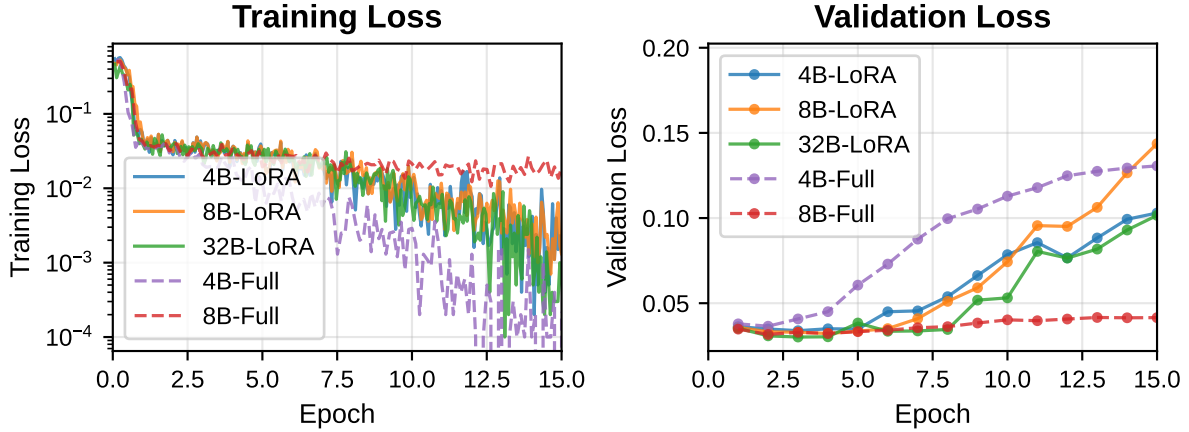 Training Loss
Training Loss
10⁻¹
10⁻²
10⁻³
10⁻⁴
4B-LoRA
8B-LoRA
32B-LoRA
4B-Full
8B-Full
0.0 2.5 5.0 7.5 10.0 12.5 15.0
Epoch
Validation Loss
Validation Loss
0.20
0.15
0.10
0.05
4B-LoRA
8B-LoRA
32B-LoRA
4B-Full
8B-Full
0.0 2.5 5.0 7.5 10.0 12.5 15.0
Epoch